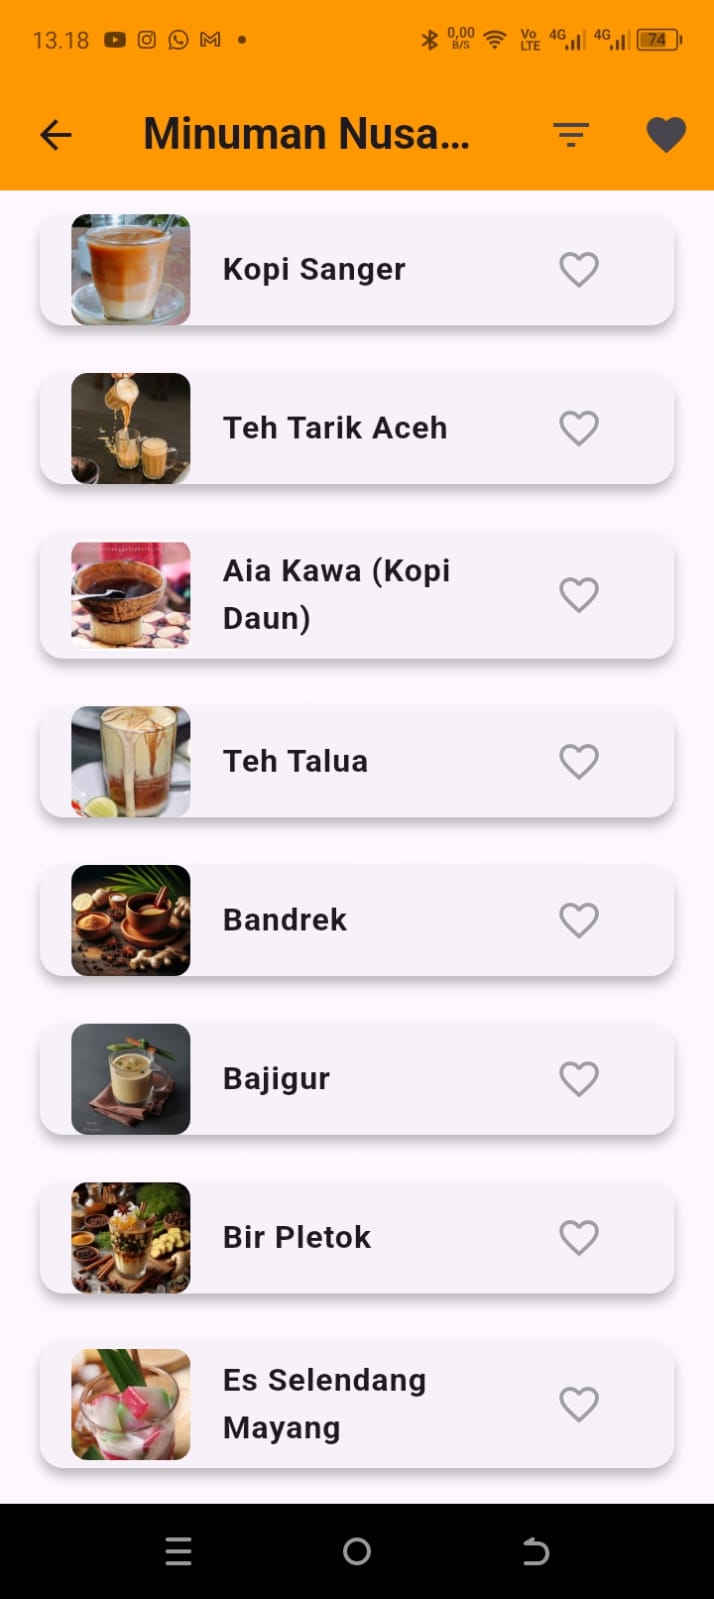 13.18
0,00
B/S
Vo
LTE
4G
4G
74
Minuman Nusa...
Kopi Sanger
Teh Tarik Aceh
Aia Kawa (Kopi
Daun)
Teh Talua
Bandrek
Bajigur
Bir Pletok
Es Selendang
Mayang